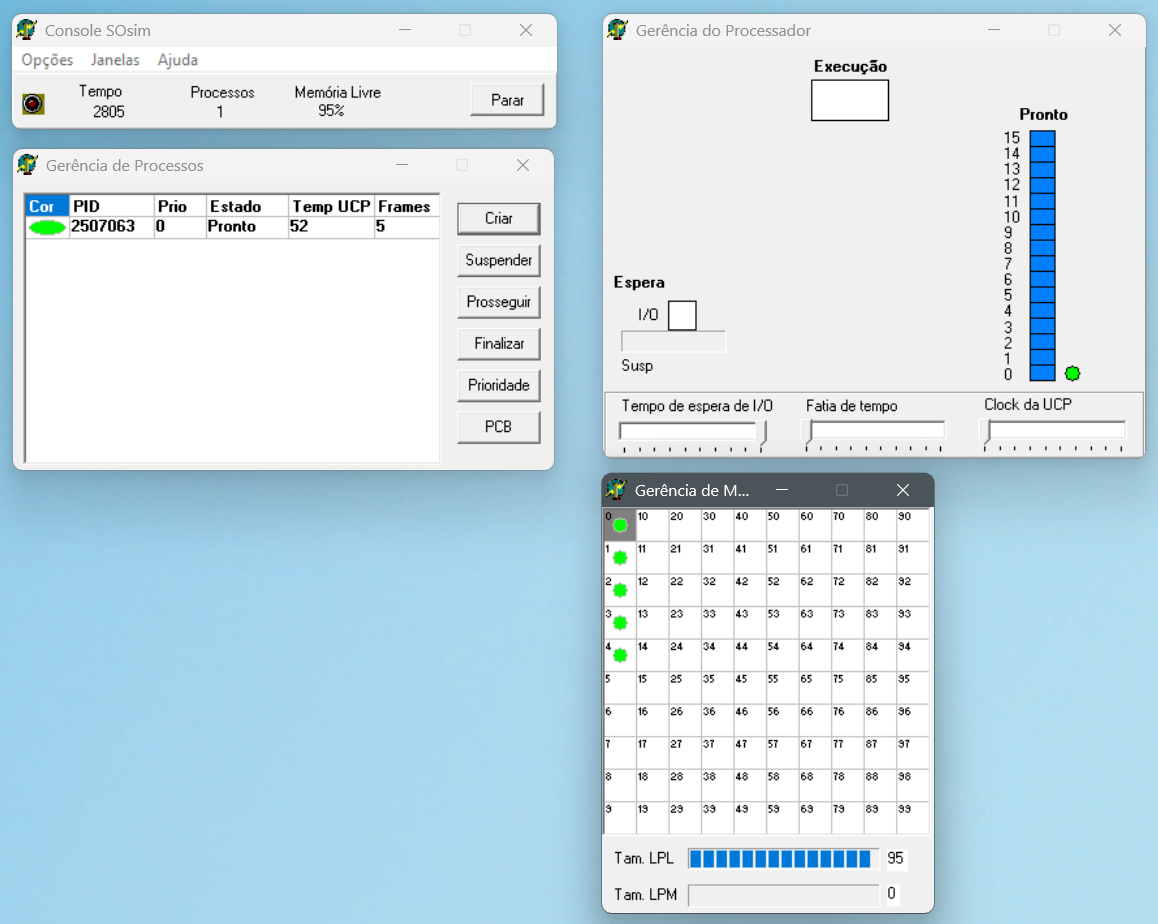 Console SOsim
Opções Janelas Ajuda
Tempo Processos Memória Livre
2805 1 95%
Parar
Gerência de Processos
Cor PID Prio Estado Temp UCP Frames
2507063 0 Pronto 52 5
Criar
Suspender
Prosseguir
Finalizar
Prioridade
PCB
Gerência do Processador
Execução
Pronto
15
14
13
12
11
10
9
8
7
6
5
4
3
2
1
0
Espera
I/O
Susp
Tempo de espera de I/O Fatia de tempo Clock da UCP
Gerência de M...
0 10 20 30 40 50 60 70 80 90
1 11 21 31 41 51 61 71 81 91
2 12 22 32 42 52 62 72 82 92
3 13 23 33 43 53 63 73 83 93
4 14 24 34 44 54 64 74 84 94
5 15 25 35 45 55 65 75 85 95
6 16 26 36 46 56 66 76 86 96
7 17 27 37 47 57 67 77 87 97
8 18 28 38 48 58 68 78 88 98
9 19 29 39 49 59 69 79 89 99
Tam. LPL 95
Tam. LPM 0